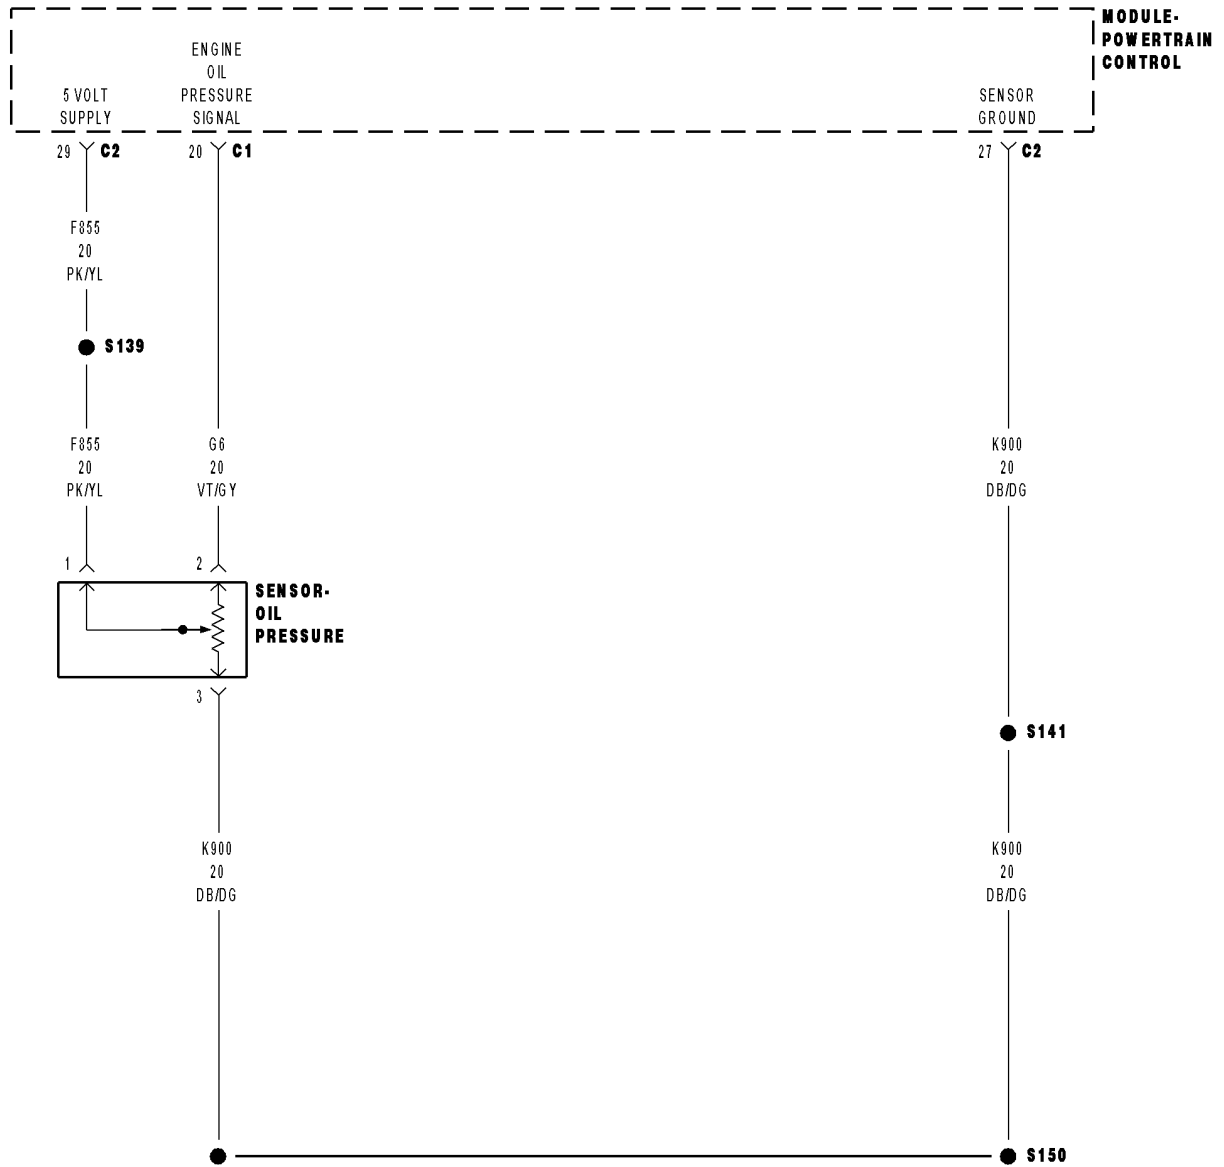 MODULE-
POWERTRAIN
CONTROL
5 VOLT
SUPPLY
ENGINE
OIL
PRESSURE
SIGNAL
SENSOR
GROUND
29 C2
20 C1
27 C2
F855
20
PK/YL
S139
F855
20
PK/YL
G6
20
VT/GY
K900
20
DB/DG
1
2
SENSOR-
OIL
PRESSURE
3
S141
K900
20
DB/DG
K900
20
DB/DG
S150